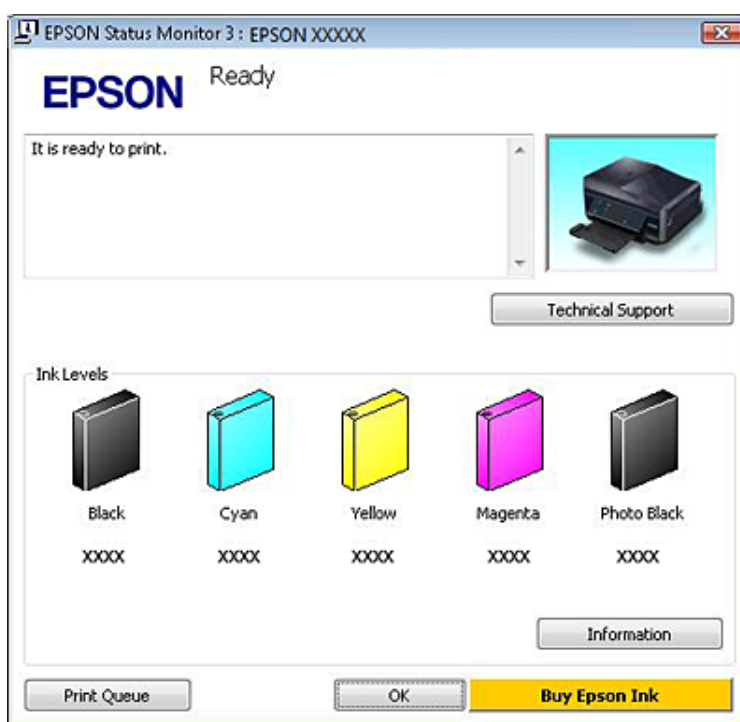 EPSON Status Monitor 3 : EPSON XXXXX
EPSON
Ready
It is ready to print.
Technical Support
Ink Levels
Black Cyan Yellow Magenta Photo Black
XXXX XXXX XXXX XXXX XXXX
Information
Print Queue OK Buy Epson Ink